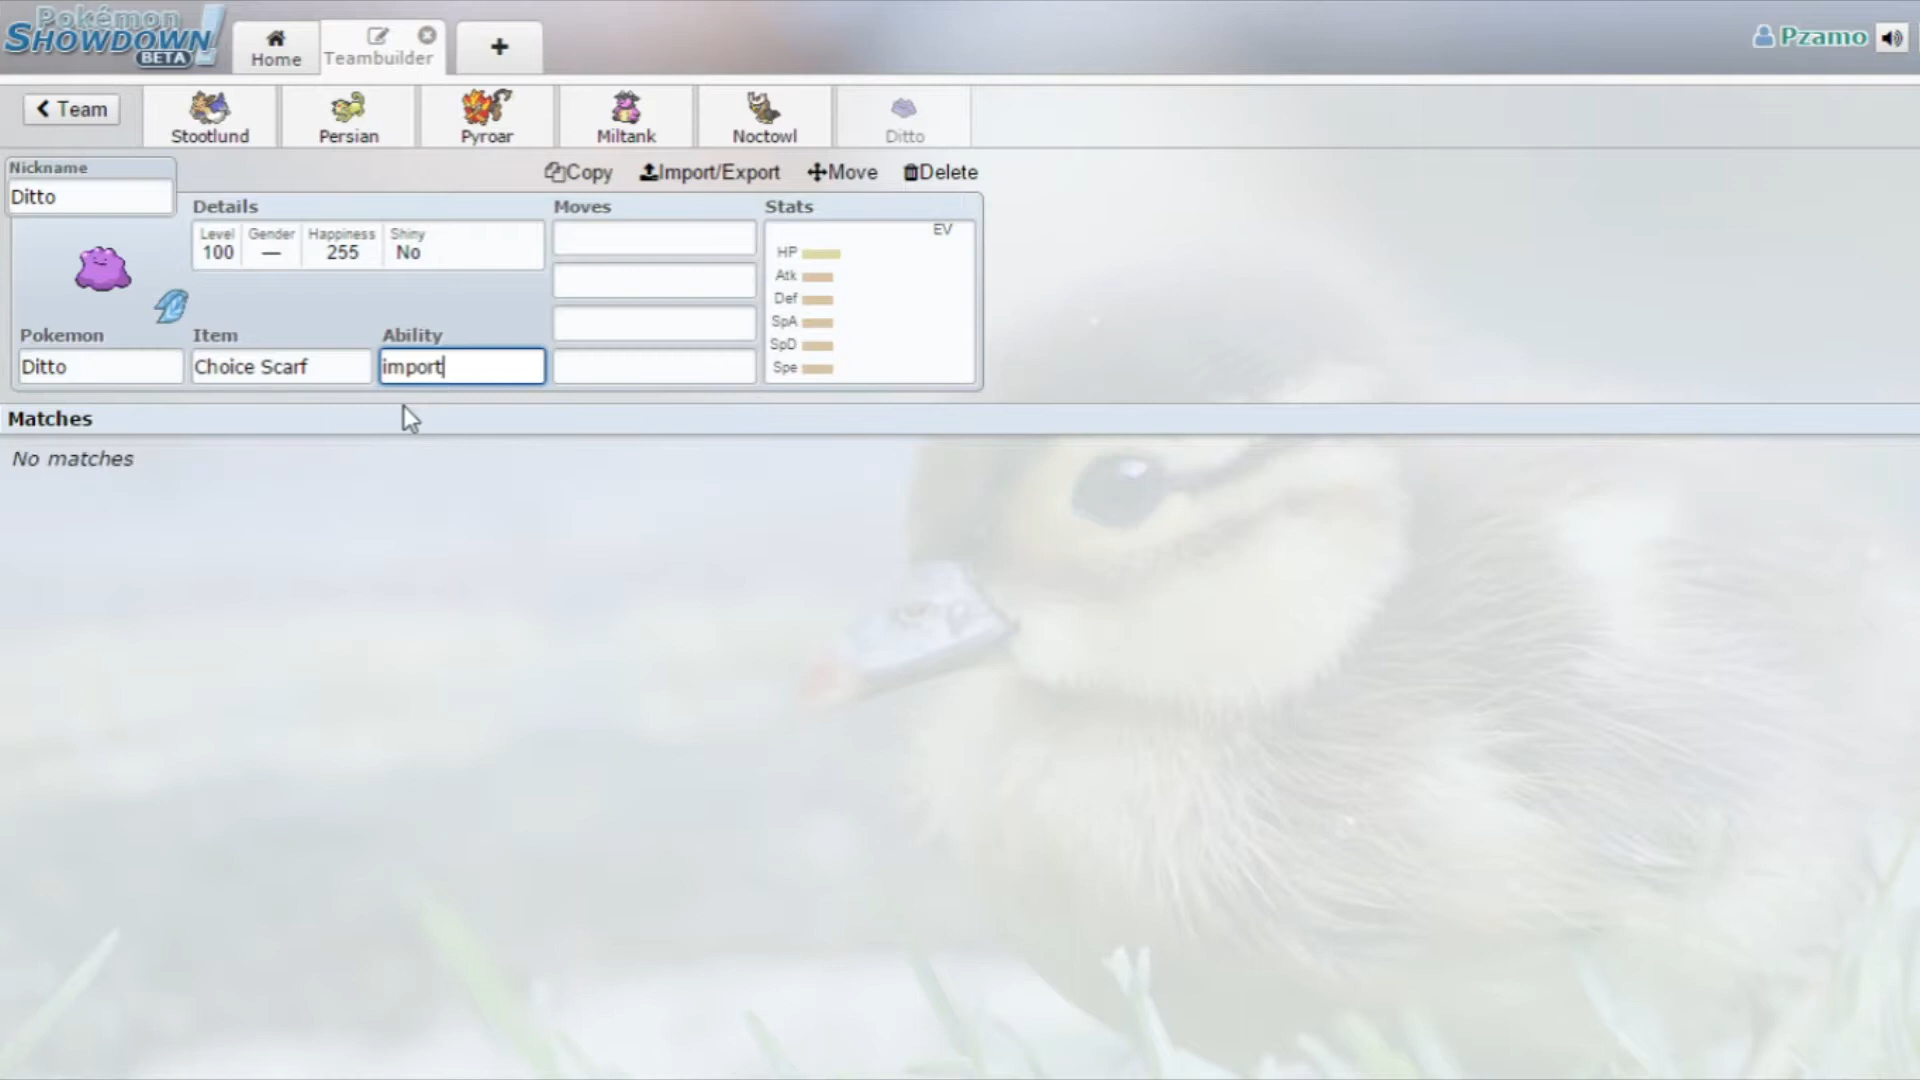 Pokémon
SHOWDOWN!
BETA
Home
Teambuilder
+
Pzamo
Team
Stootlund
Persian
Pyroar
Miltank
Noctowl
Ditto
Nickname
Ditto
Copy
Import/Export
Move
Delete
Details
Moves
Stats
Level
100
Gender
—
Happiness
255
Shiny
No
EV
HP
Atk
Def
SpA
SpD
Spe
Pokemon
Ditto
Item
Choice Scarf
Ability
import
Matches
No matches